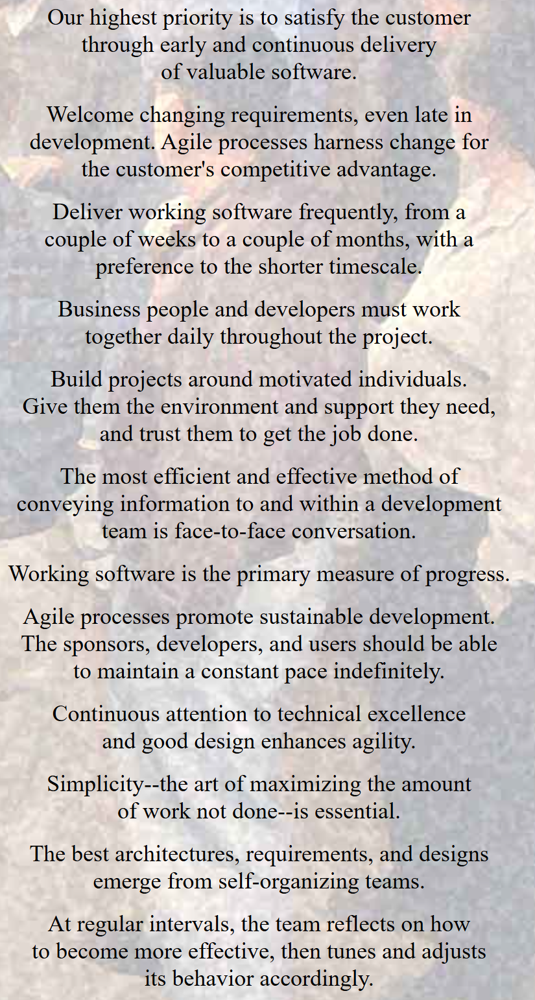 Our highest priority is to satisfy the customer
through early and continuous delivery
of valuable software.
Welcome changing requirements, even late in
development. Agile processes harness change for
the customer's competitive advantage.
Deliver working software frequently, from a
couple of weeks to a couple of months, with a
preference to the shorter timescale.
Business people and developers must work
together daily throughout the project.
Build projects around motivated individuals.
Give them the environment and support they need,
and trust them to get the job done.
The most efficient and effective method of
conveying information to and within a development
team is face-to-face conversation.
Working software is the primary measure of progress.
Agile processes promote sustainable development.
The sponsors, developers, and users should be able
to maintain a constant pace indefinitely.
Continuous attention to technical excellence
and good design enhances agility.
Simplicity--the art of maximizing the amount
of work not done--is essential.
The best architectures, requirements, and designs
emerge from self-organizing teams.
At regular intervals, the team reflects on how
to become more effective, then tunes and adjusts
its behavior accordingly.